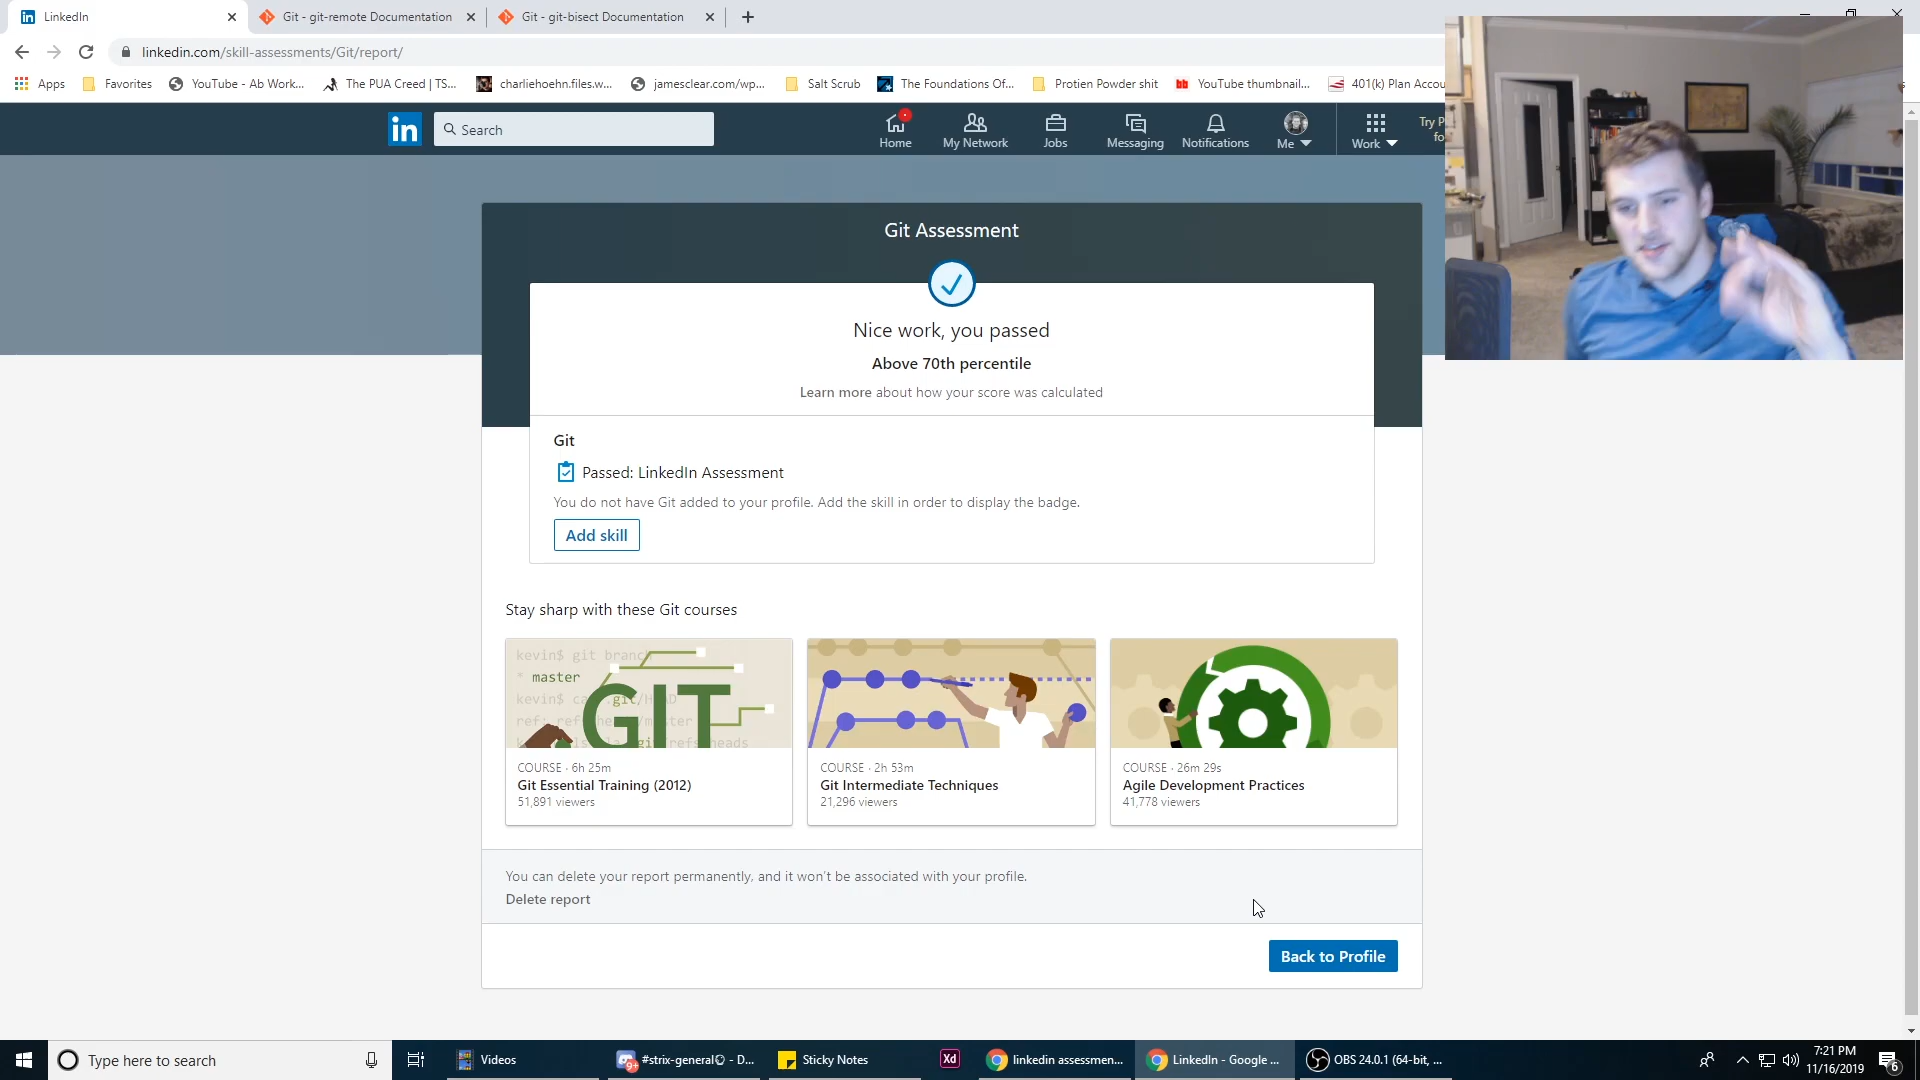 LinkedIn
Git - git-remote Documentation
Git - git-bisect Documentation
linkedin.com/skill-assessments/Git/report/
Apps
Favorites
YouTube - Ab Work...
The PUA Creed | TS...
charliehoehn.files.w...
jamesclear.com/wp...
Salt Scrub
The Foundations Of...
Protien Powder shit
YouTube thumbnail...
401(k) Plan Accou
in
Search
Home
My Network
Jobs
Messaging
Notifications
Me
Work
Try P
fo
Git Assessment
Nice work, you passed
Above 70th percentile
Learn more about how your score was calculated
Git
Passed: LinkedIn Assessment
You do not have Git added to your profile. Add the skill in order to display the badge.
Add skill
Stay sharp with these Git courses
kevin$ git branch
* master
GIT
COURSE · 6h 25m
Git Essential Training (2012)
51,891 viewers
COURSE · 2h 53m
Git Intermediate Techniques
21,296 viewers
COURSE · 26m 29s
Agile Development Practices
41,778 viewers
You can delete your report permanently, and it won't be associated with your profile.
Delete report
Back to Profile
Type here to search
Videos
9+
#strix-general© - D...
Sticky Notes
Xd
linkedin assessmen...
LinkedIn - Google ...
OBS 24.0.1 (64-bit, ...
7:21 PM
11/16/2019
6